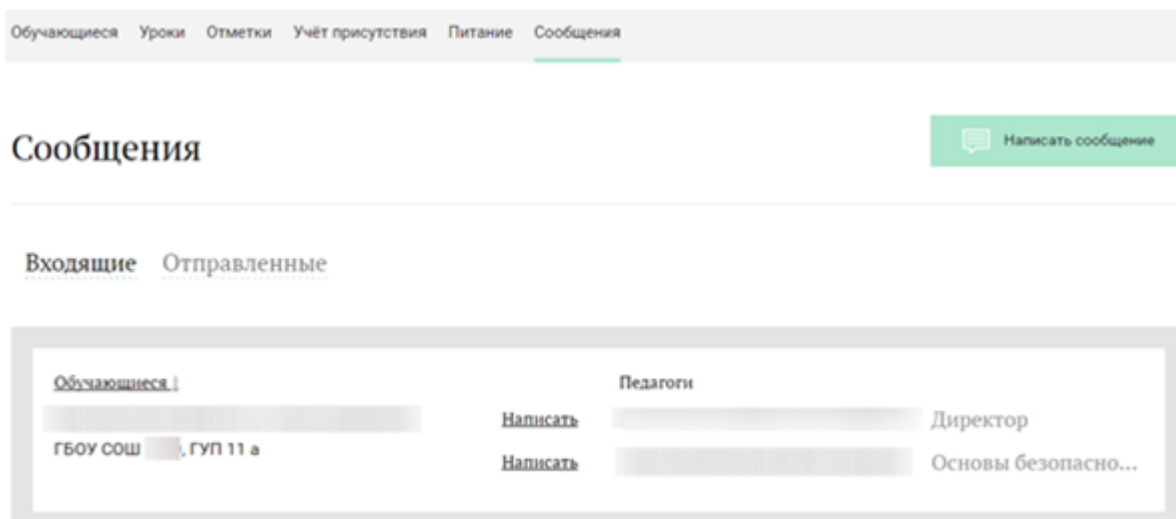 Обучающиеся Уроки Отметки Учёт присутствия Питание Сообщения
Сообщения
Написать сообщение
Входящие Отправленные
Обучающиеся ↓ Педагоги
Написать Директор
ГБОУ СОШ , ГУП 11 а
Написать Основы безопасно...